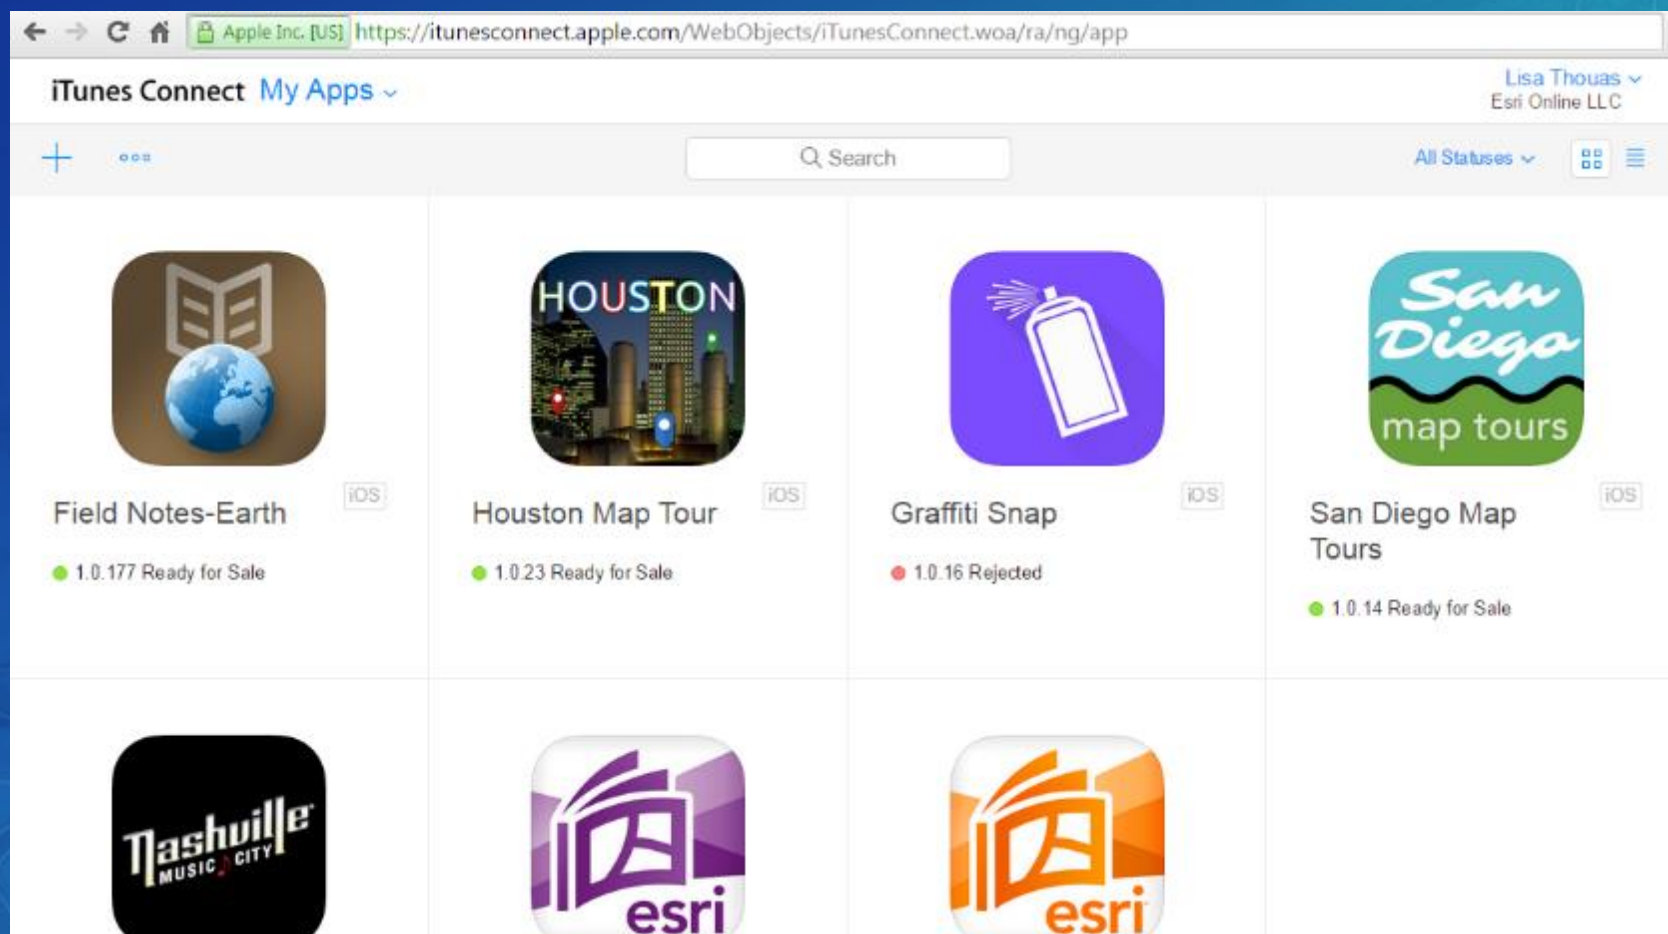 Apple Inc. [US] https://itunesconnect.apple.com/WebObjects/iTunesConnect.woa/ra/ng/app
iTunes Connect My Apps
Lisa Thouas
Esri Online LLC
Search
All Statuses
HOUSTON
San
Diego
map tours
iOS
iOS
iOS
iOS
Field Notes-Earth
Houston Map Tour
Graffiti Snap
San Diego Map
Tours
1.0.177 Ready for Sale
1.0.23 Ready for Sale
1.0.16 Rejected
1.0.14 Ready for Sale
Nashville
MUSIC CITY
esri
esri